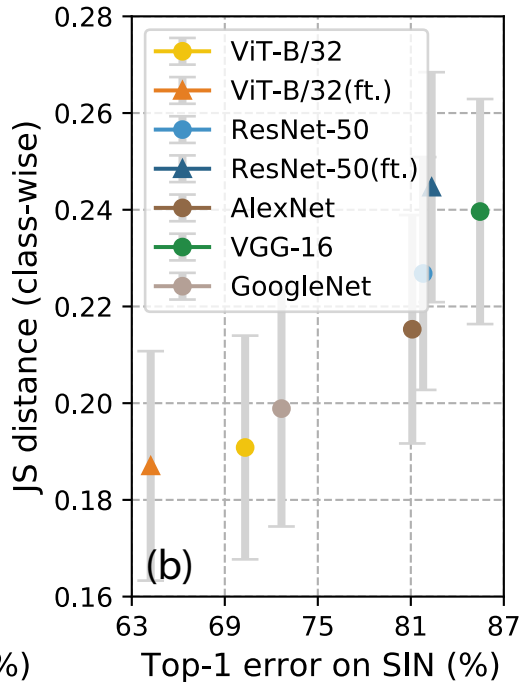 0.28
0.26
0.24
0.22
0.20
0.18
0.16
JS distance (class-wise)
ViT-B/32
ViT-B/32(ft.)
ResNet-50
ResNet-50(ft.)
AlexNet
VGG-16
GoogleNet
(b)
63 69 75 81 87
%) Top-1 error on SIN (%)